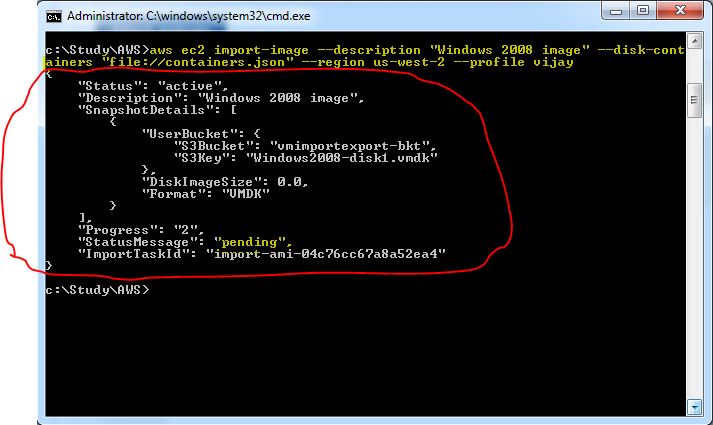 Administrator: C:\windows\system32\cmd.exe
c:\Study\AWS>aws ec2 import-image --description "Windows 2008 image" --disk-cont
ainers "file://containers.json" --region us-west-2 --profile vijay
{
    "Status": "active",
    "Description": "Windows 2008 image",
    "SnapshotDetails": [
        {
            "UserBucket": {
                "S3Bucket": "vmimportexport-bkt",
                "S3Key": "Windows2008-disk1.vmdk"
            },
            "DiskImageSize": 0.0,
            "Format": "VMDK"
        }
    ],
    "Progress": "2",
    "StatusMessage": "pending",
    "ImportTaskId": "import-ami-04c76cc67a8a52ea4"
}
c:\Study\AWS>